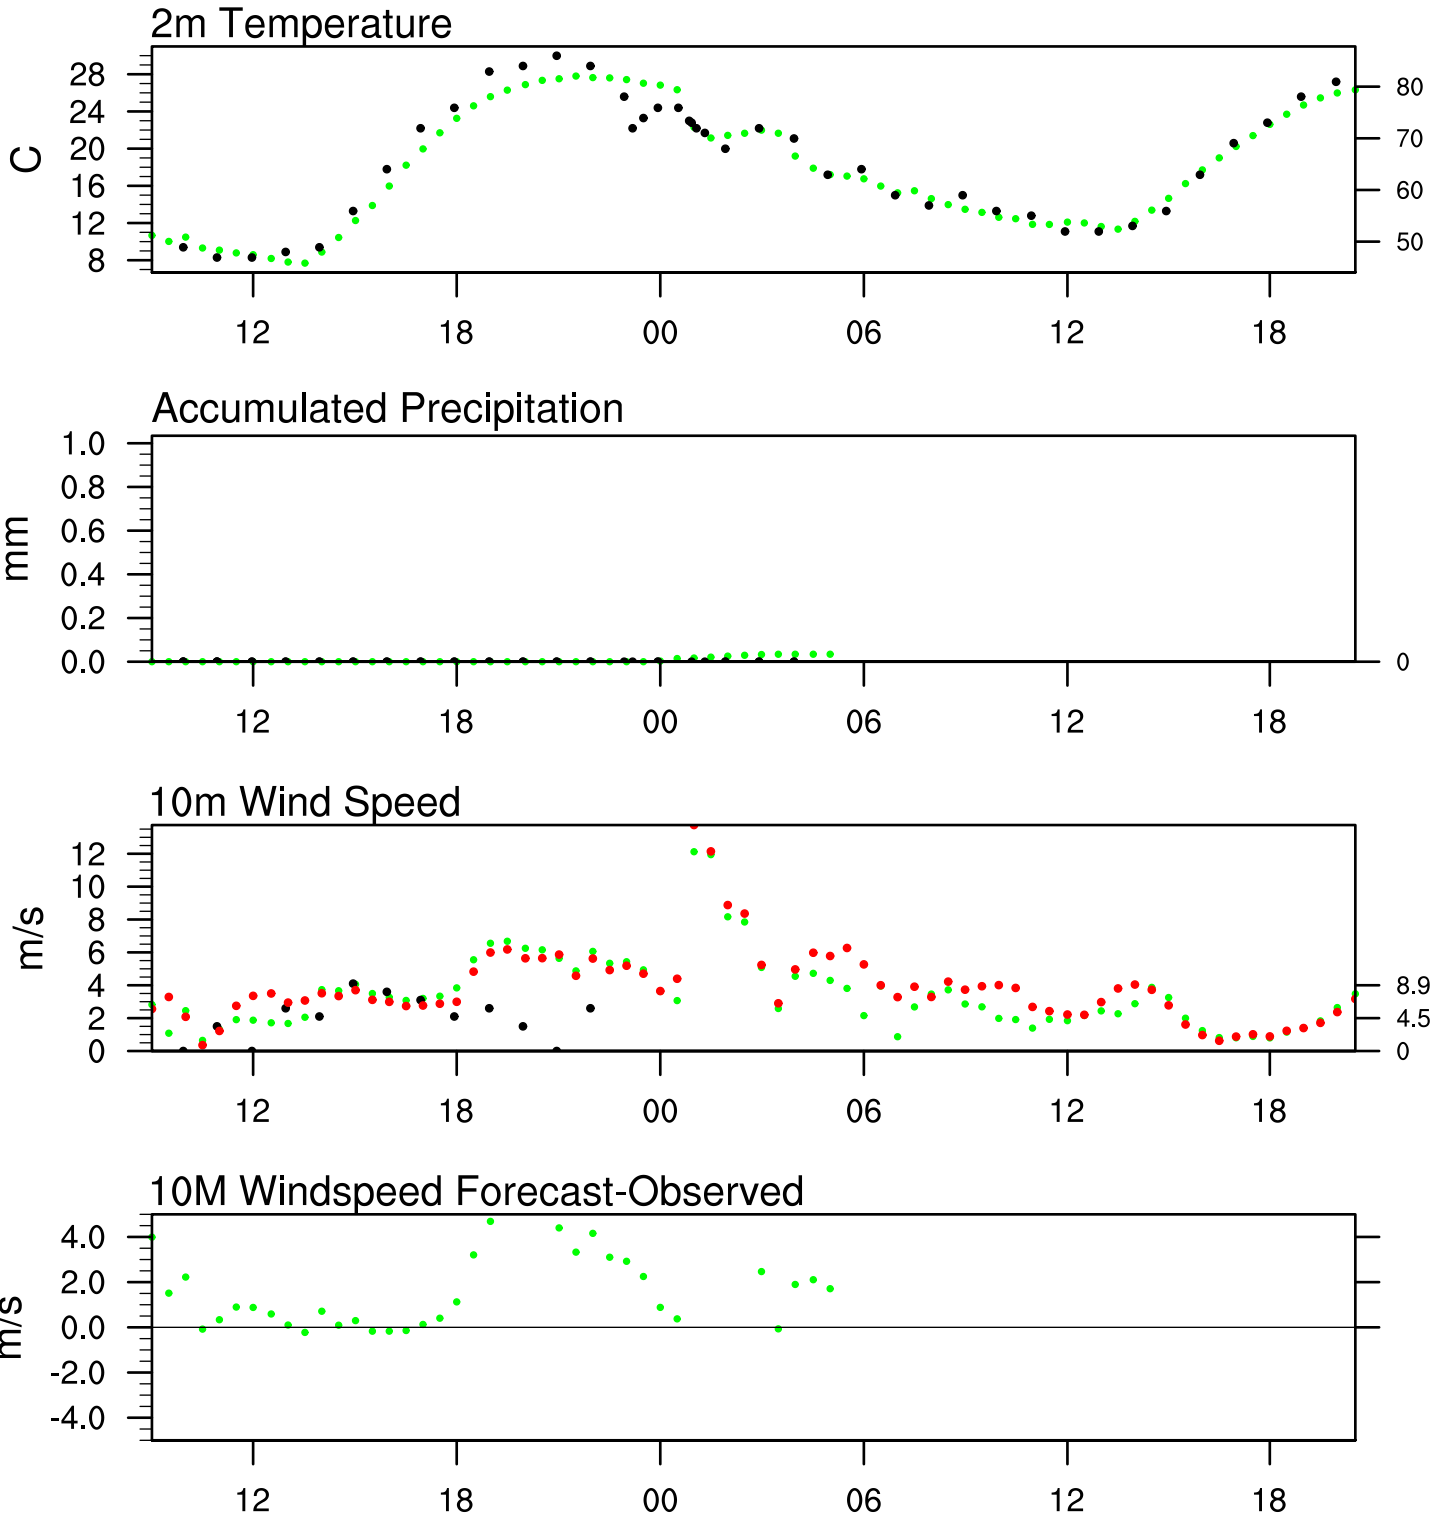 2m Temperature
28
24
20
16
12
8
C
80
70
60
50
12 18 00 06 12 18
Accumulated Precipitation
1.0
0.8
0.6
0.4
0.2
0.0
mm
0
12 18 00 06 12 18
10m Wind Speed
12
10
8
6
4
2
0
m/s
8.9
4.5
0
12 18 00 06 12 18
10M Windspeed Forecast-Observed
4.0
2.0
0.0
-2.0
-4.0
m/s
12 18 00 06 12 18